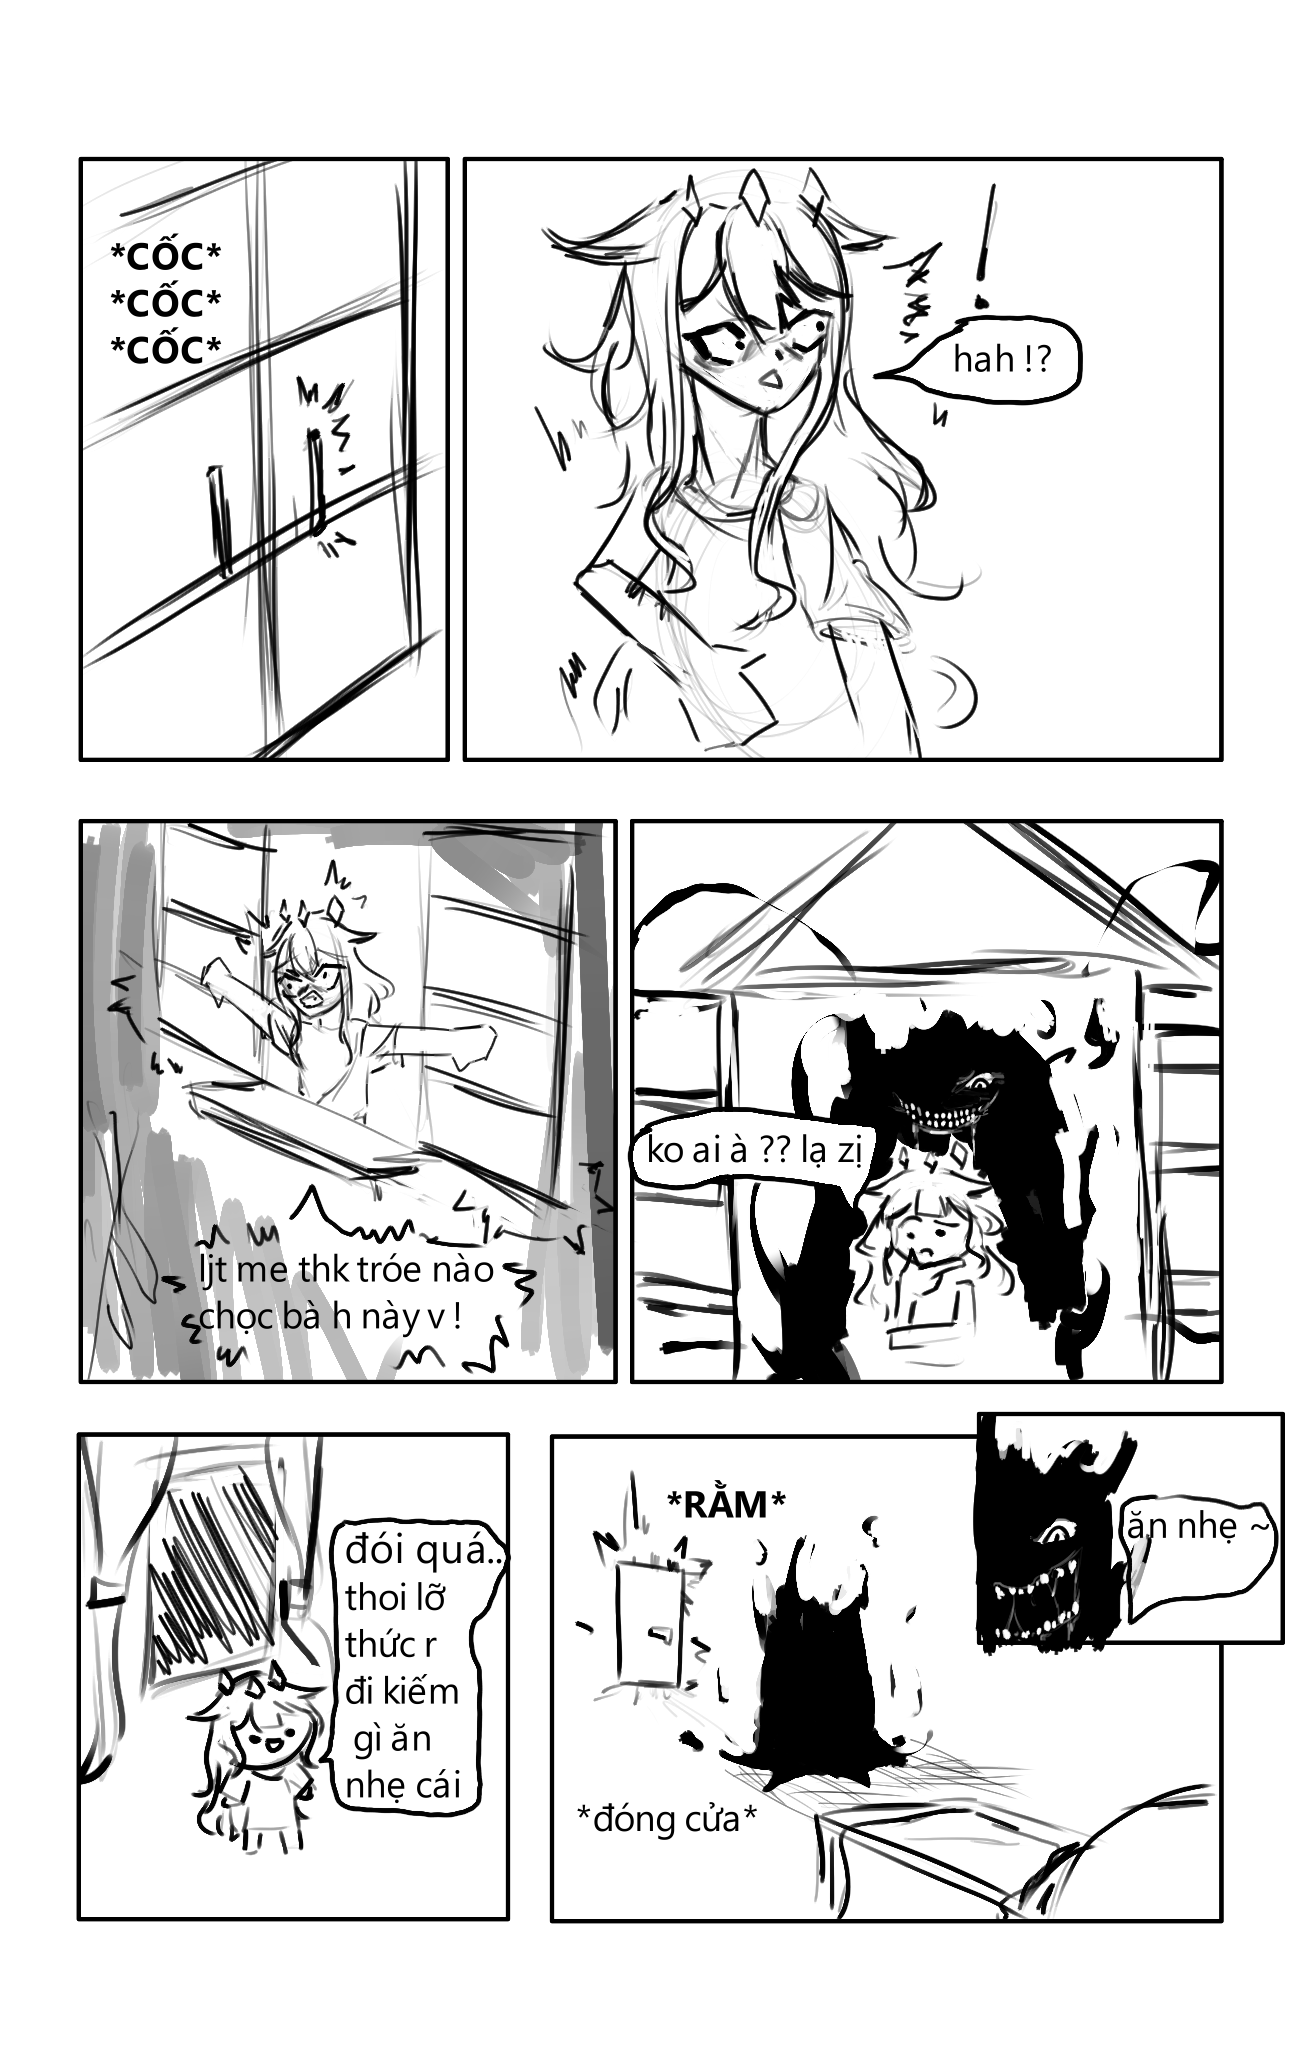 *CỐC*
*CỐC*
*CỐC*
hah !?
ljt me thk tróe nào
chọc bà h này v !
ko ai à ?? lạ zị
đói quá..
thoi lỡ
thức r
đi kiếm
gì ăn
nhẹ cái
*RẰM*
ăn nhẹ ~
*đóng cửa*